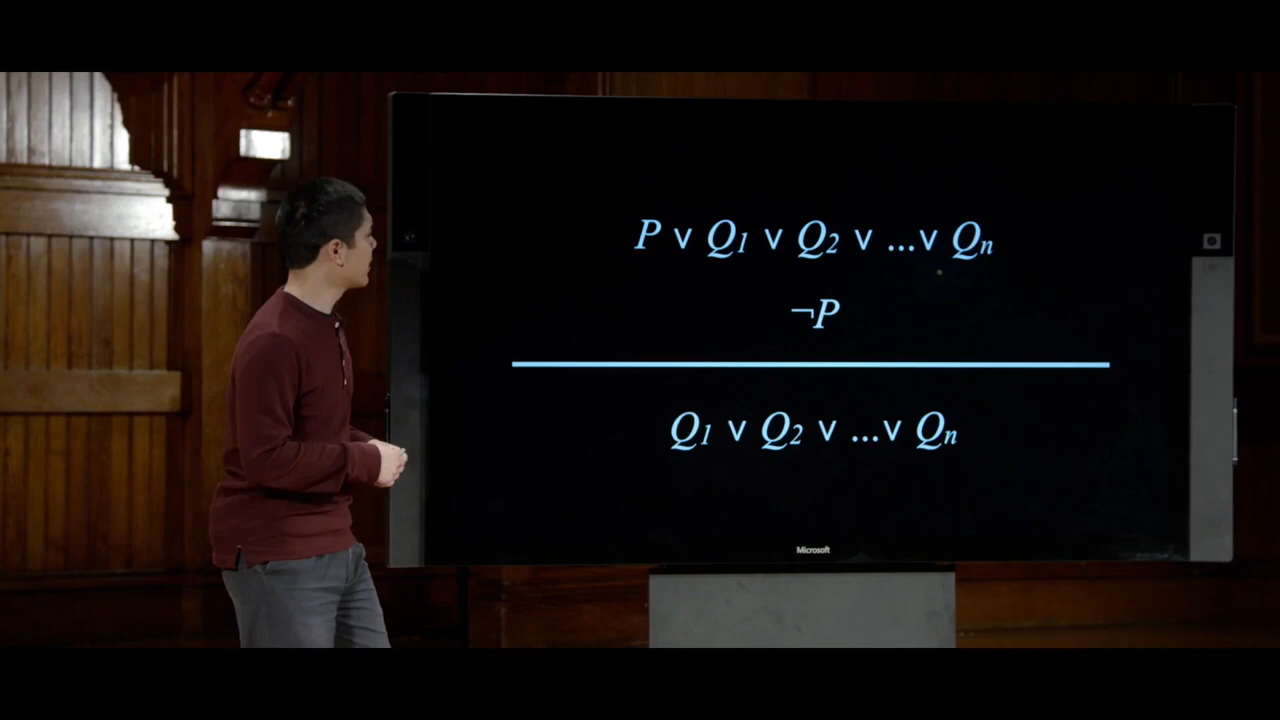 P ∨ Q₁ ∨ Q₂ ∨ ...∨ Qₙ
¬P
Q₁ ∨ Q₂ ∨ ...∨ Qₙ
Microsoft